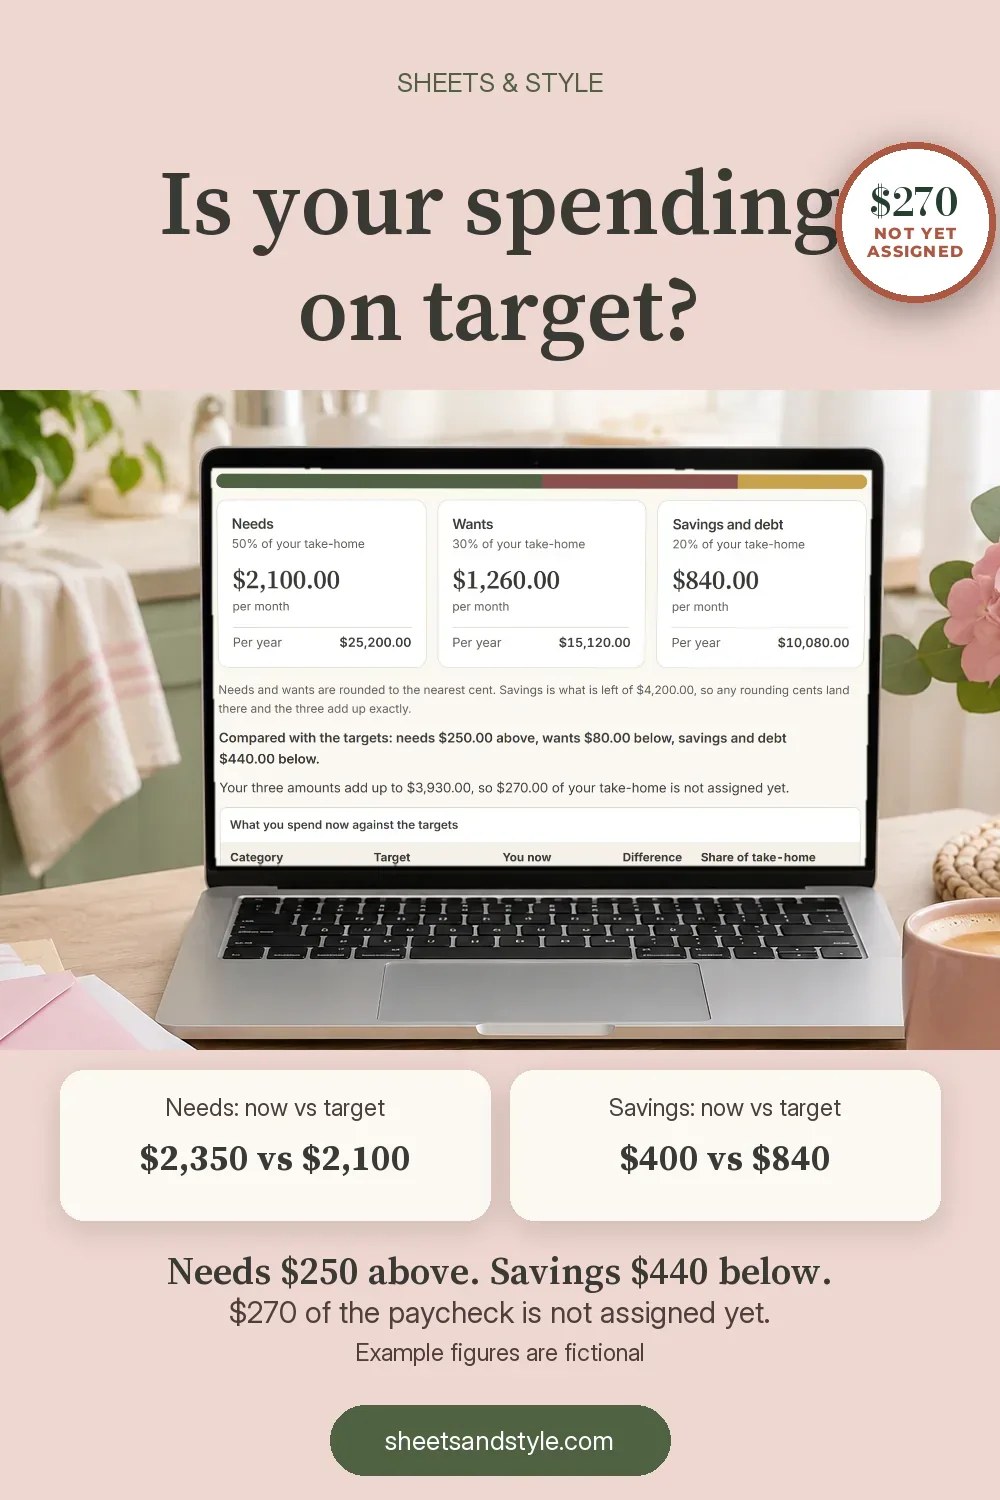 SHEETS & STYLE
Is your spending
on target?
$270
NOT YET
ASSIGNED
Needs
50% of your take-home
$2,100.00
per month
Per year $25,200.00
Wants
30% of your take-home
$1,260.00
per month
Per year $15,120.00
Savings and debt
20% of your take-home
$840.00
per month
Per year $10,080.00
Needs and wants are rounded to the nearest cent. Savings is what is left of $4,200.00, so any rounding cents land
there and the three add up exactly.
Compared with the targets: needs $250.00 above, wants $80.00 below, savings and debt
$440.00 below.
Your three amounts add up to $3,930.00, so $270.00 of your take-home is not assigned yet.
What you spend now against the targets
Category Target You now Difference Share of take-home
Needs: now vs target
$2,350 vs $2,100
Savings: now vs target
$400 vs $840
Needs $250 above. Savings $440 below.
$270 of the paycheck is not assigned yet.
Example figures are fictional
sheetsandstyle.com